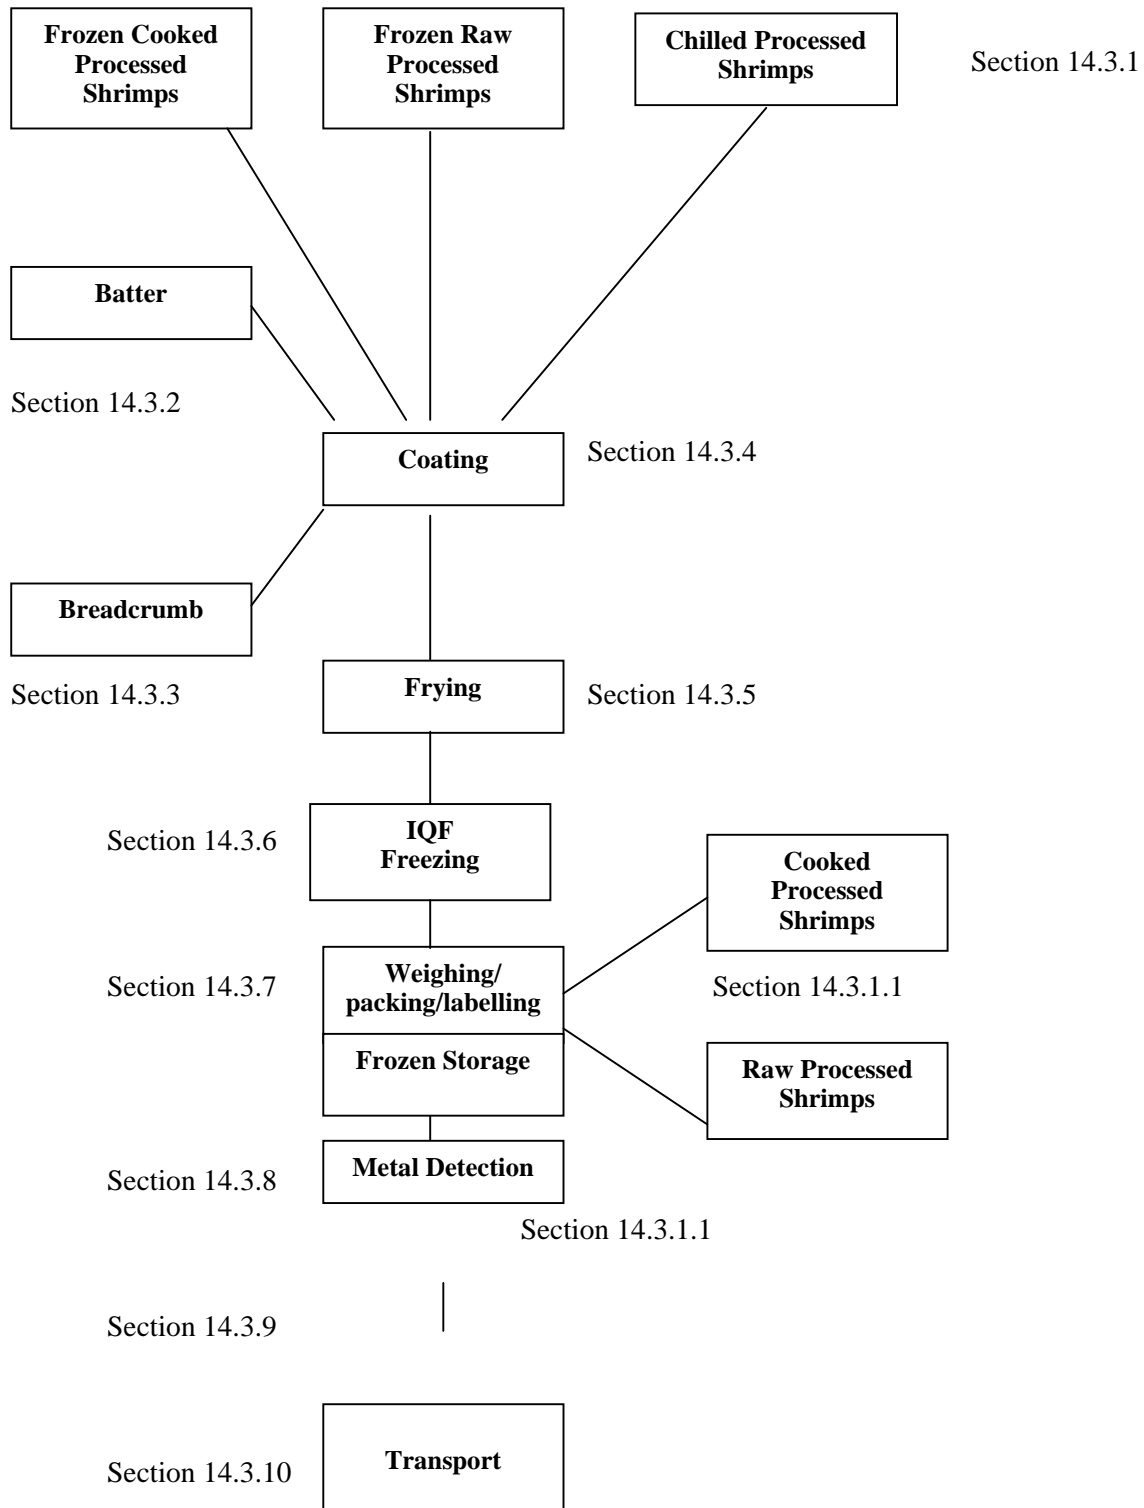 Frozen Cooked
Processed
Shrimps
Frozen Raw
Processed
Shrimps
Chilled Processed
Shrimps
Section 14.3.1
Batter
Section 14.3.2
Coating
Section 14.3.4
Breadcrumb
Section 14.3.3
Frying
Section 14.3.5
Section 14.3.6
IQF
Freezing
Cooked
Processed
Shrimps
Section 14.3.7
Weighing/
packing/labelling
Section 14.3.1.1
Frozen Storage
Raw Processed
Shrimps
Section 14.3.8
Metal Detection
Section 14.3.1.1
Section 14.3.9
Section 14.3.10
Transport